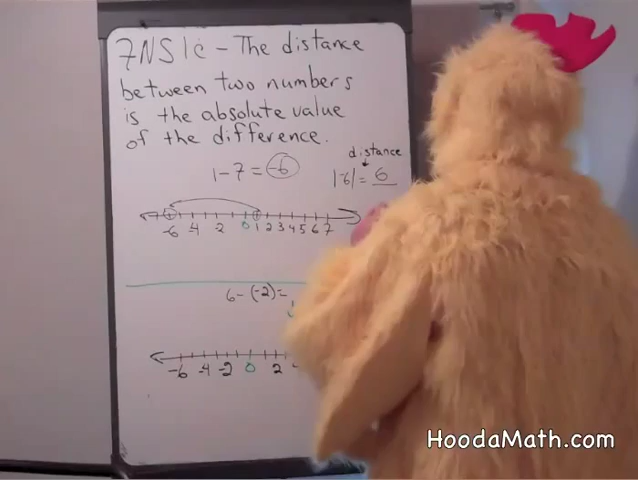 7NS1c - The distance
between two numbers
is the absolute value
of the difference.
distance
1 - 7 = -6
|-6| = 6
-6 -4 -2 0 1 2 3 4 5 6 7
6 - (-2) =
-6 -4 -2 0 2
HoodaMath.com